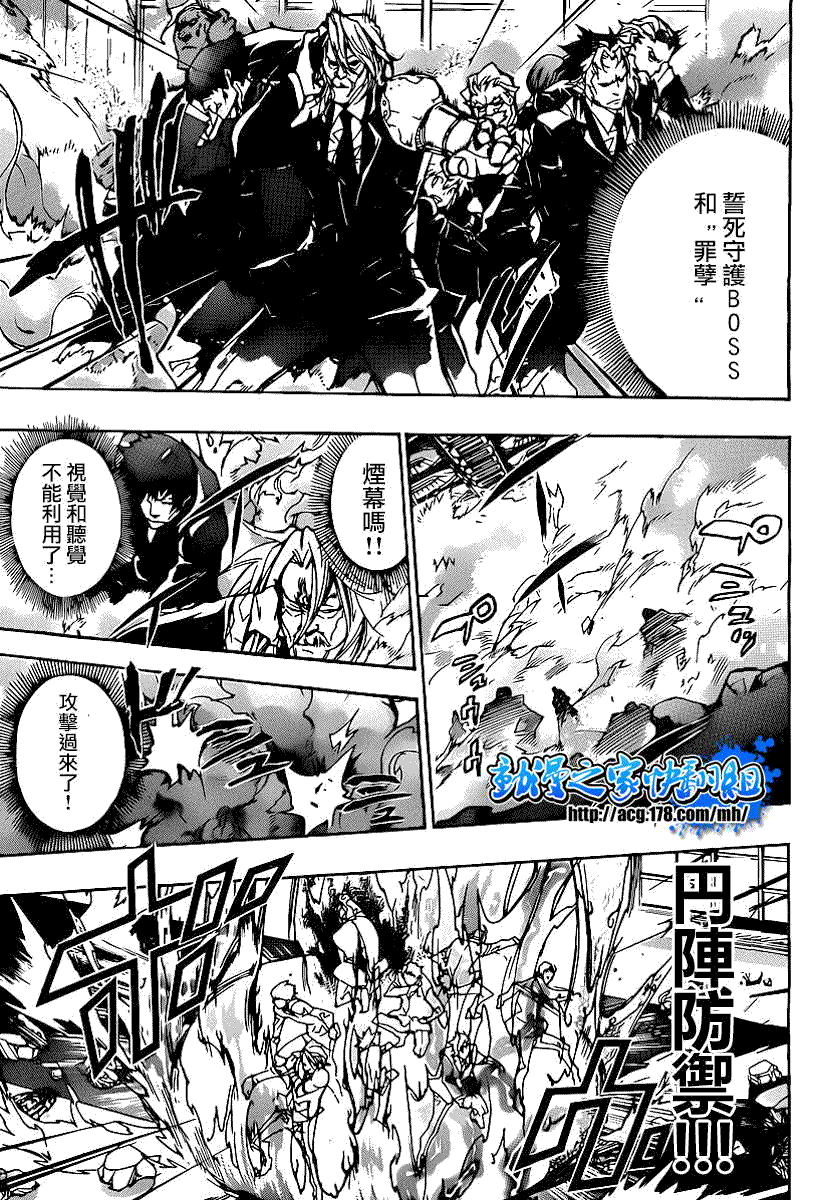 誓死守護BOSS
和”罪孽“
煙幕嗎!!
視覺和聽覺
不能利用了…
攻擊過來了!
動漫之家快翻組
http://acg.178.com/mh/
円陣防禦!!!